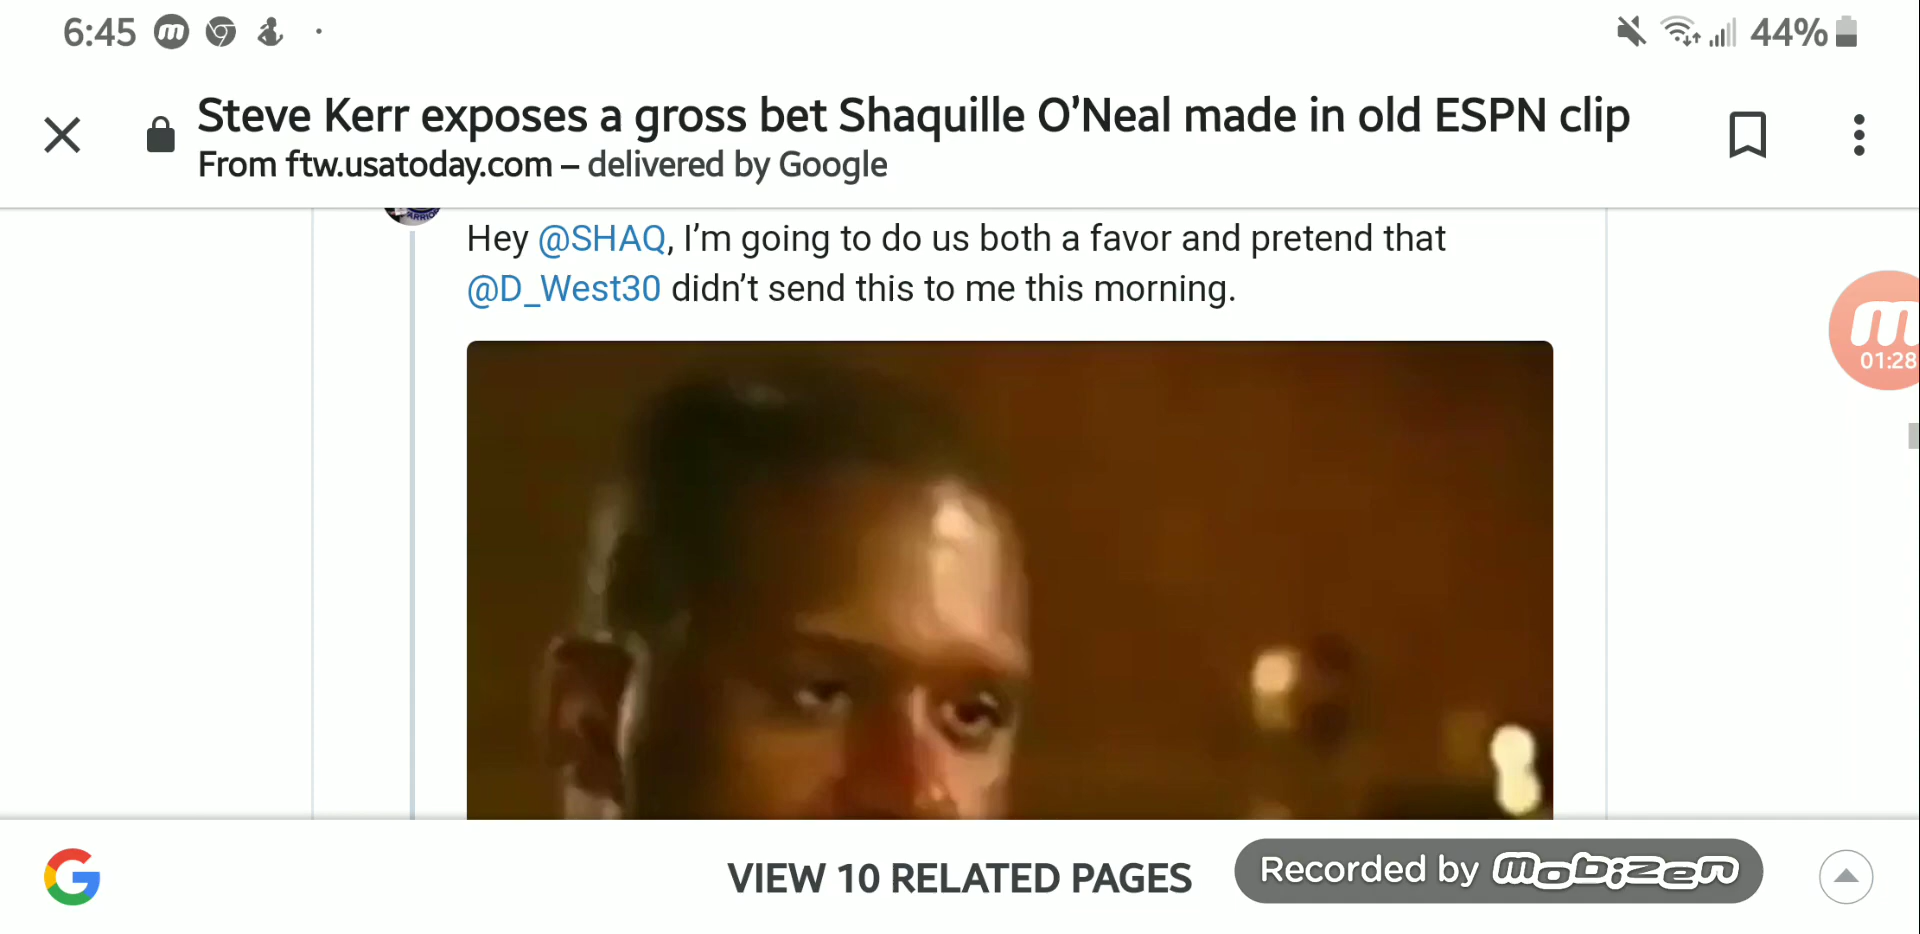 6:45
44%
Steve Kerr exposes a gross bet Shaquille O'Neal made in old ESPN clip
From ftw.usatoday.com – delivered by Google
Hey @SHAQ, I'm going to do us both a favor and pretend that
@D_West30 didn't send this to me this morning.
01:28
VIEW 10 RELATED PAGES
Recorded by mobizen